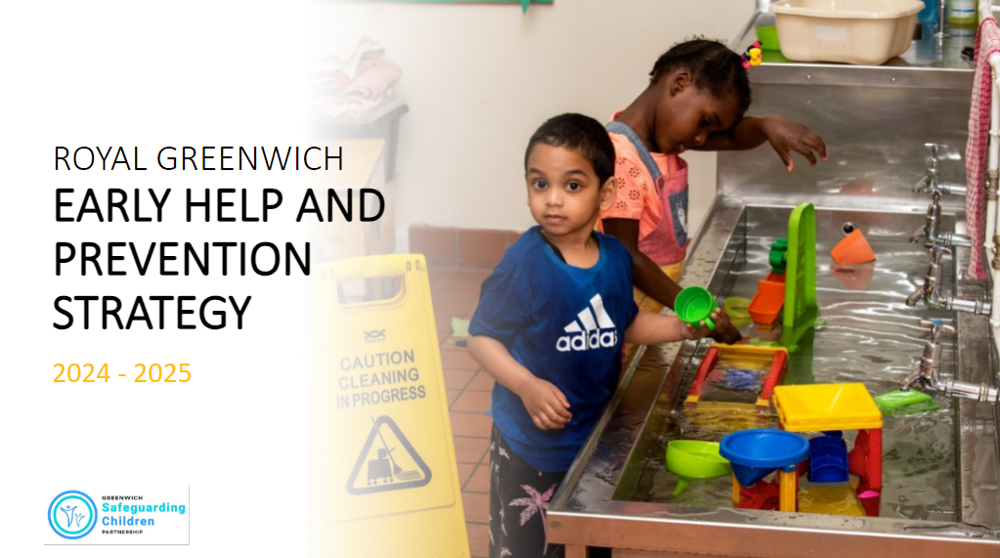 ROYAL GREENWICH
EARLY HELP AND
PREVENTION
STRATEGY
2024 - 2025
GREENWICH
Safeguarding
Children
PARTNERSHIP
CAUTION
CLEANING
IN PROGRESS
adidas